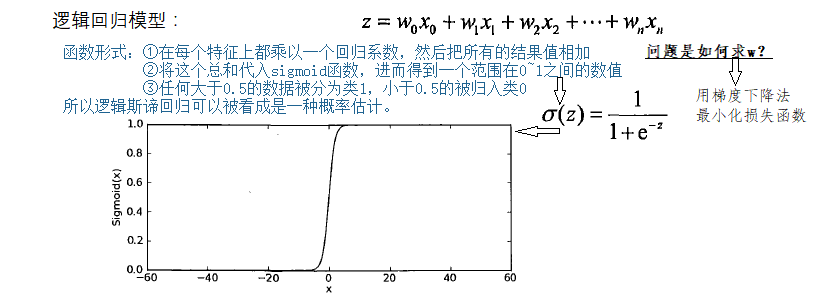 逻辑回归模型：
z = w₀x₀ + w₁x₁ + w₂x₂ + ⋯ + wₙxₙ
函数形式：①在每个特征上都乘以一个回归系数，然后把所有的结果值相加
②将这个总和代入sigmoid函数，进而得到一个范围在0~1之间的数值
③任何大于0.5的数据被分为类1，小于0.5的被归入类0
所以逻辑斯谛回归可以被看成是一种概率估计。
问题是如何求w？
用梯度下降法
最小化损失函数
σ(z) = 1 / (1 + e⁻ᶻ)
Sigmoid(x)
1.0
0.8
0.6
0.4
0.2
0.0
−60 −40 −20 0 20 40 60
x